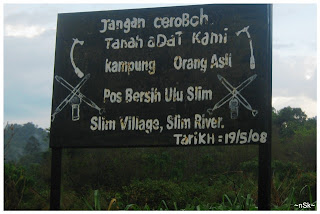 Jangan CeroBoh.
Tanah aDaT Kami
kampung Orang Asli
Pos Bersih Ulu Slim
Slim Village, Slim River.
TariKH = 19/5/08
~nSk~